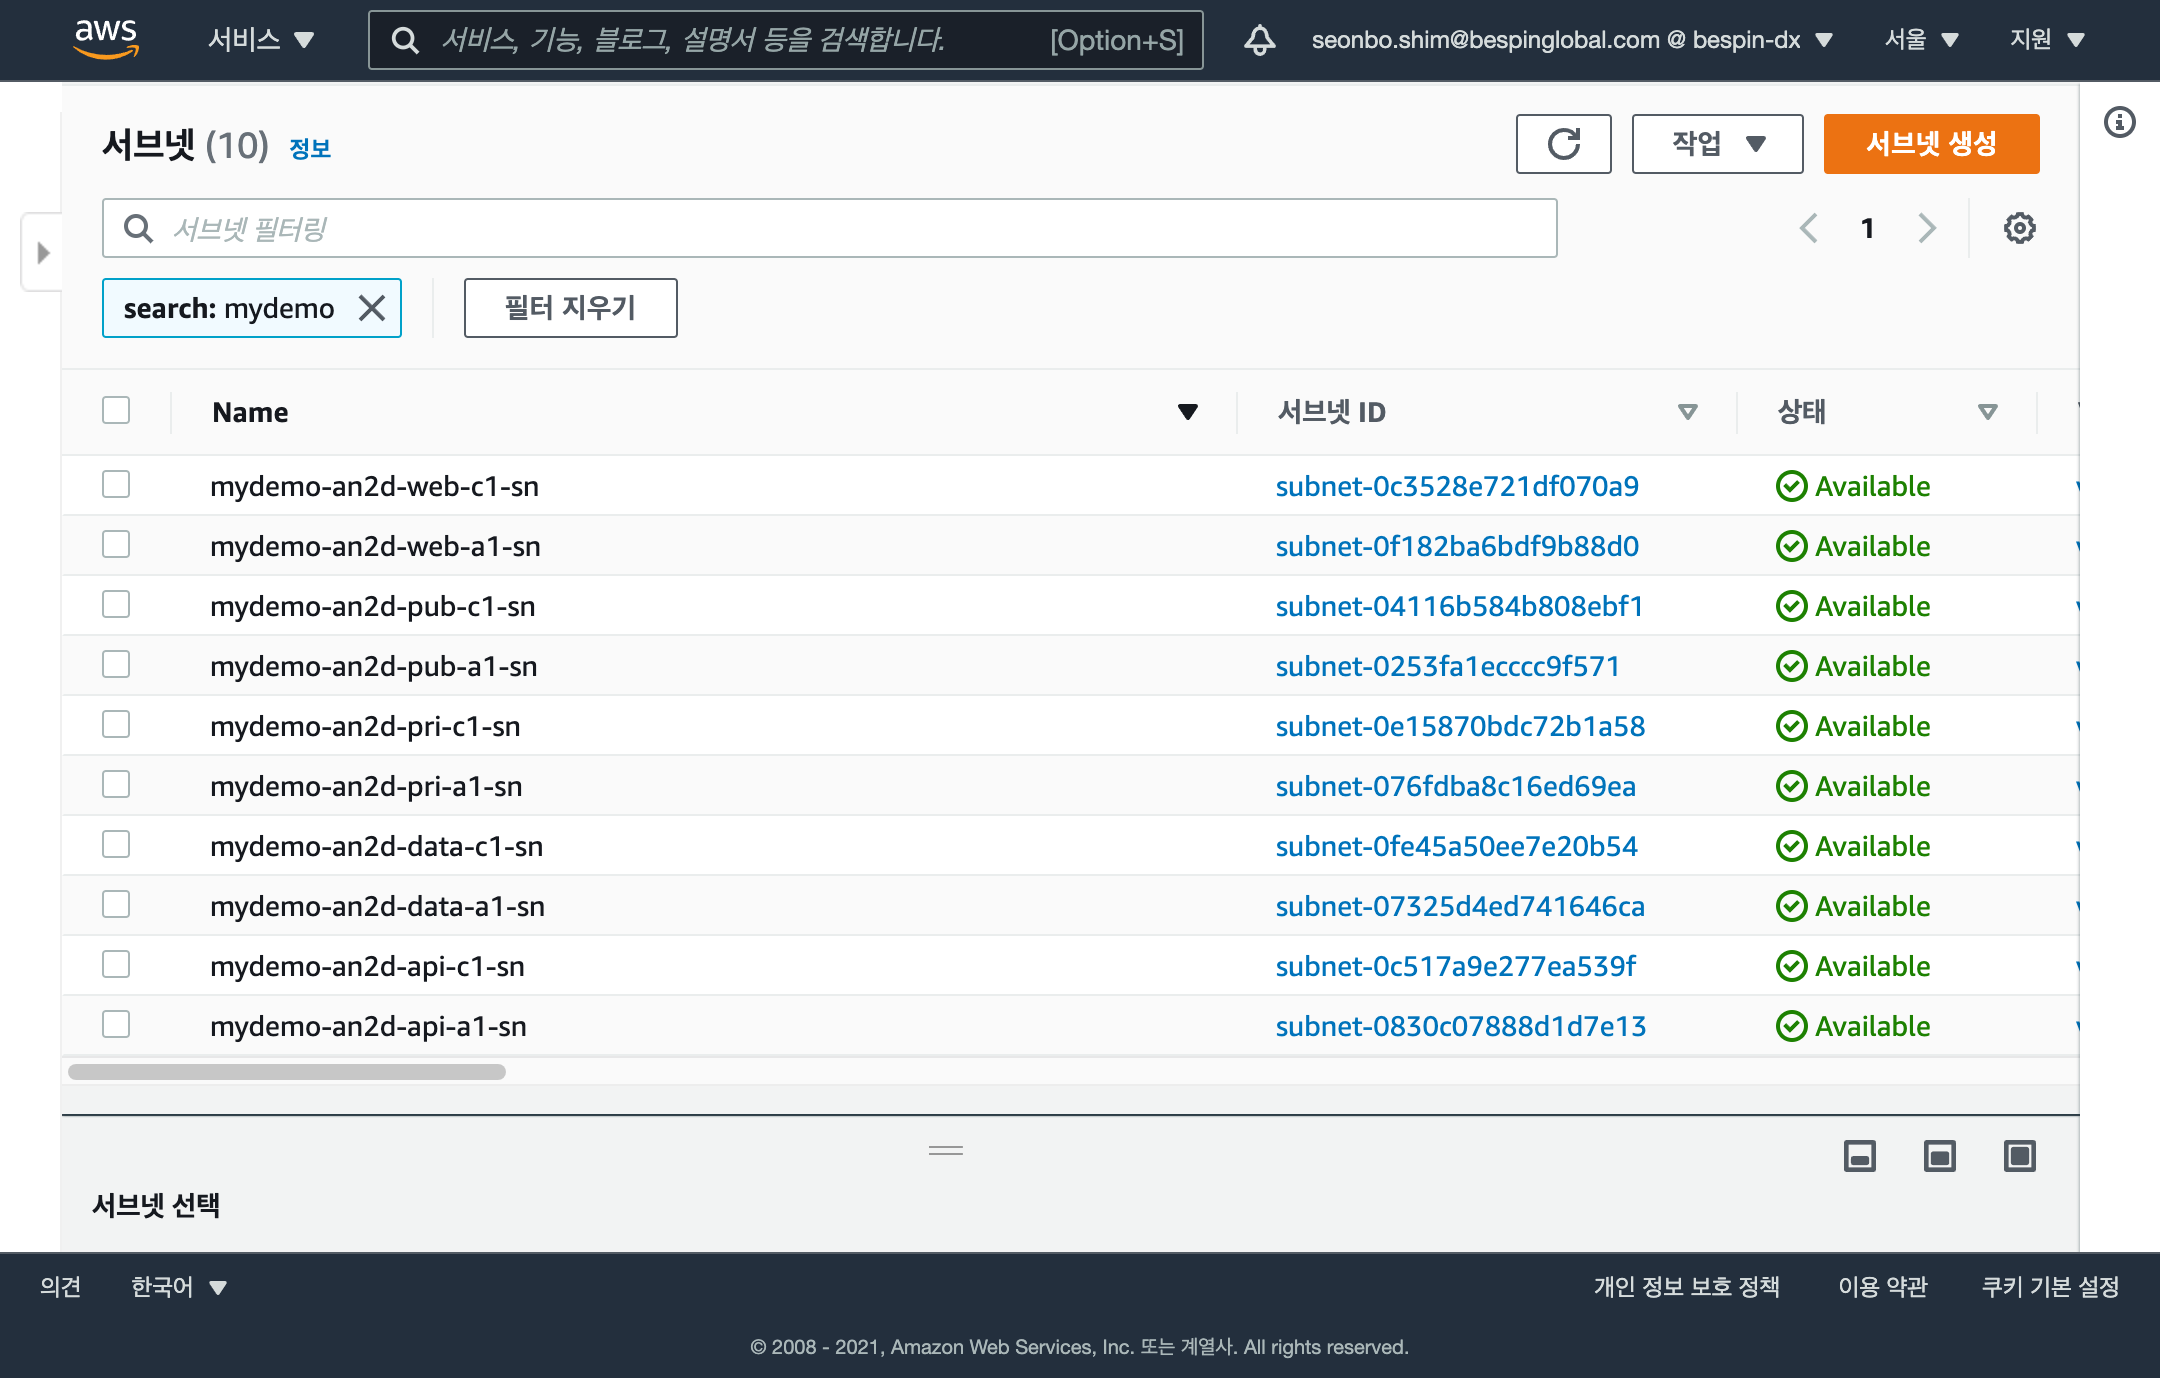 aws 서비스 서비스, 기능, 블로그, 설명서 등을 검색합니다. [Option+S] seonbo.shim@bespinglobal.com @ bespin-dx 서울 지원
서브넷 (10) 정보 작업 서브넷 생성
서브넷 필터링 1
search: mydemo 필터 지우기
Name 서브넷 ID 상태
mydemo-an2d-web-c1-sn subnet-0c3528e721df070a9 Available
mydemo-an2d-web-a1-sn subnet-0f182ba6bdf9b88d0 Available
mydemo-an2d-pub-c1-sn subnet-04116b584b808ebf1 Available
mydemo-an2d-pub-a1-sn subnet-0253fa1ecccc9f571 Available
mydemo-an2d-pri-c1-sn subnet-0e15870bdc72b1a58 Available
mydemo-an2d-pri-a1-sn subnet-076fdba8c16ed69ea Available
mydemo-an2d-data-c1-sn subnet-0fe45a50ee7e20b54 Available
mydemo-an2d-data-a1-sn subnet-07325d4ed741646ca Available
mydemo-an2d-api-c1-sn subnet-0c517a9e277ea539f Available
mydemo-an2d-api-a1-sn subnet-0830c07888d1d7e13 Available
서브넷 선택
의견 한국어 개인 정보 보호 정책 이용 약관 쿠키 기본 설정
© 2008 - 2021, Amazon Web Services, Inc. 또는 계열사. All rights reserved.